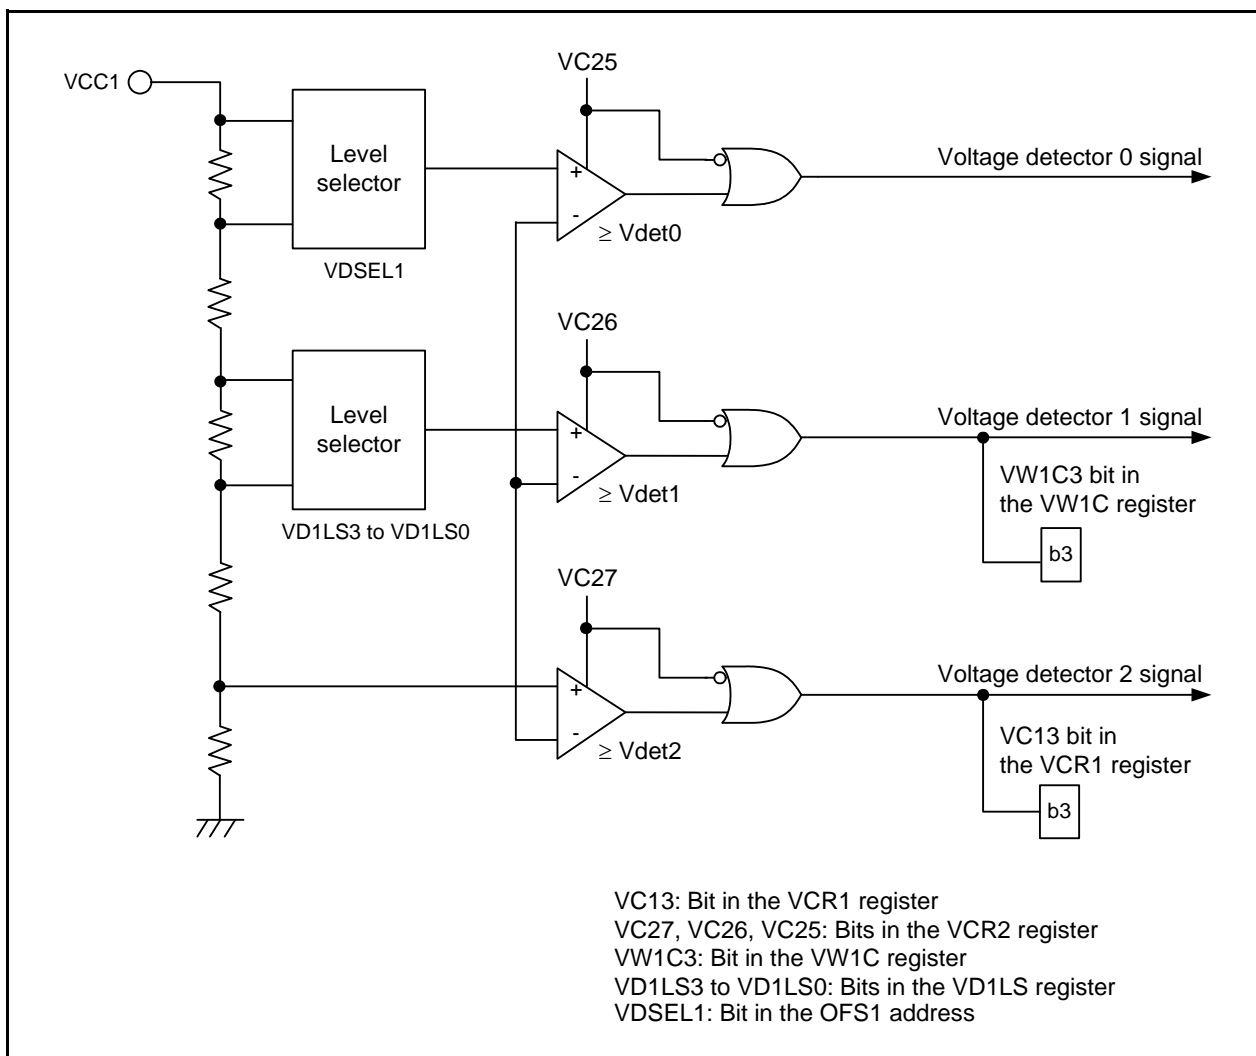 VCC1
Level
selector
VDSEL1
VC25
+
-
≥ Vdet0
Voltage detector 0 signal
Level
selector
VD1LS3 to VD1LS0
VC26
+
-
≥ Vdet1
Voltage detector 1 signal
VW1C3 bit in
the VW1C register
b3
VC27
+
-
≥ Vdet2
Voltage detector 2 signal
VC13 bit in
the VCR1 register
b3
VC13: Bit in the VCR1 register
VC27, VC26, VC25: Bits in the VCR2 register
VW1C3: Bit in the VW1C register
VD1LS3 to VD1LS0: Bits in the VD1LS register
VDSEL1: Bit in the OFS1 address